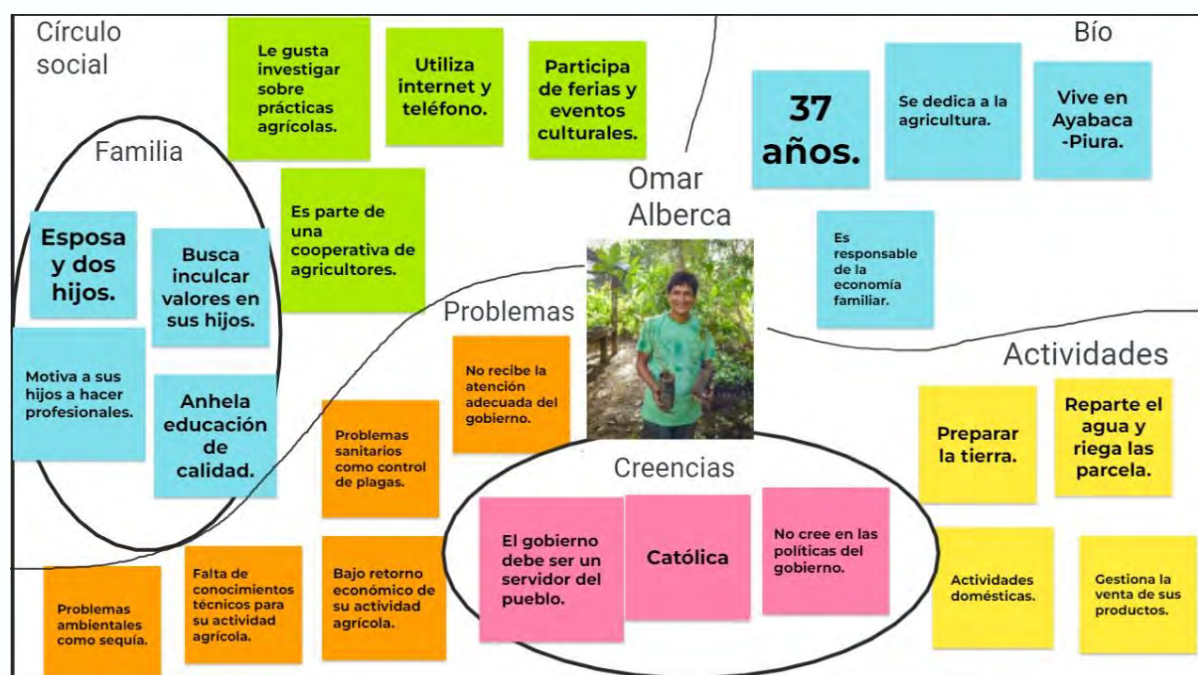 Círculo
social
Le gusta
investigar
sobre
prácticas
agrícolas.
Utiliza
internet y
teléfono.
Participa
de ferias y
eventos
culturales.
Es parte de
una
cooperativa de
agricultores.
Familia
Esposa
y dos
hijos.
Busca
inculcar
valores en
sus hijos.
Motiva a sus
hijos a hacer
profesionales.
Anhela
educación
de
calidad.
Omar
Alberca
Bío
37
años.
Se dedica a la
agricultura.
Vive en
Ayabaca
-Piura.
Es
responsable
de la
economía
familiar.
Problemas
No recibe la
atención
adecuada del
gobierno.
Problemas
sanitarios
como control
de plagas.
Problemas
ambientales
como sequía.
Falta de
conocimientos
técnicos para
su actividad
agrícola.
Bajo retorno
económico de
su actividad
agrícola.
Creencias
El gobierno
debe ser un
servidor del
pueblo.
Católica
No cree en las
políticas del
gobierno.
Actividades
Preparar
la tierra.
Reparte el
agua y
riega las
parcela.
Actividades
domésticas.
Gestiona la
venta de sus
productos.